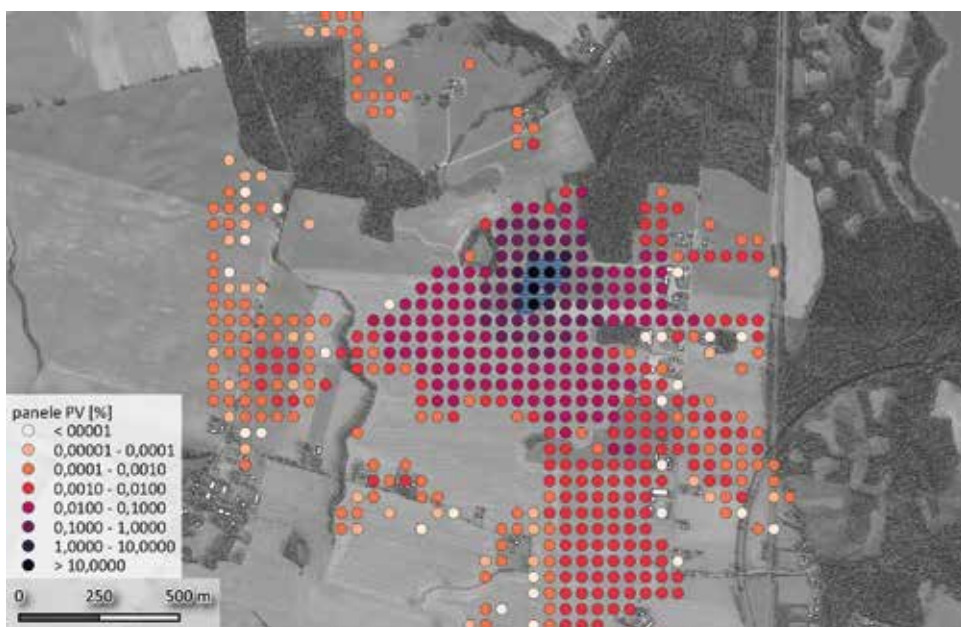 panele PV [%]
< 00001
0,00001 - 0,0001
0,0001 - 0,0010
0,0010 - 0,0100
0,0100 - 0,1000
0,1000 - 1,0000
1,0000 - 10,0000
> 10,0000
0 250 500 m